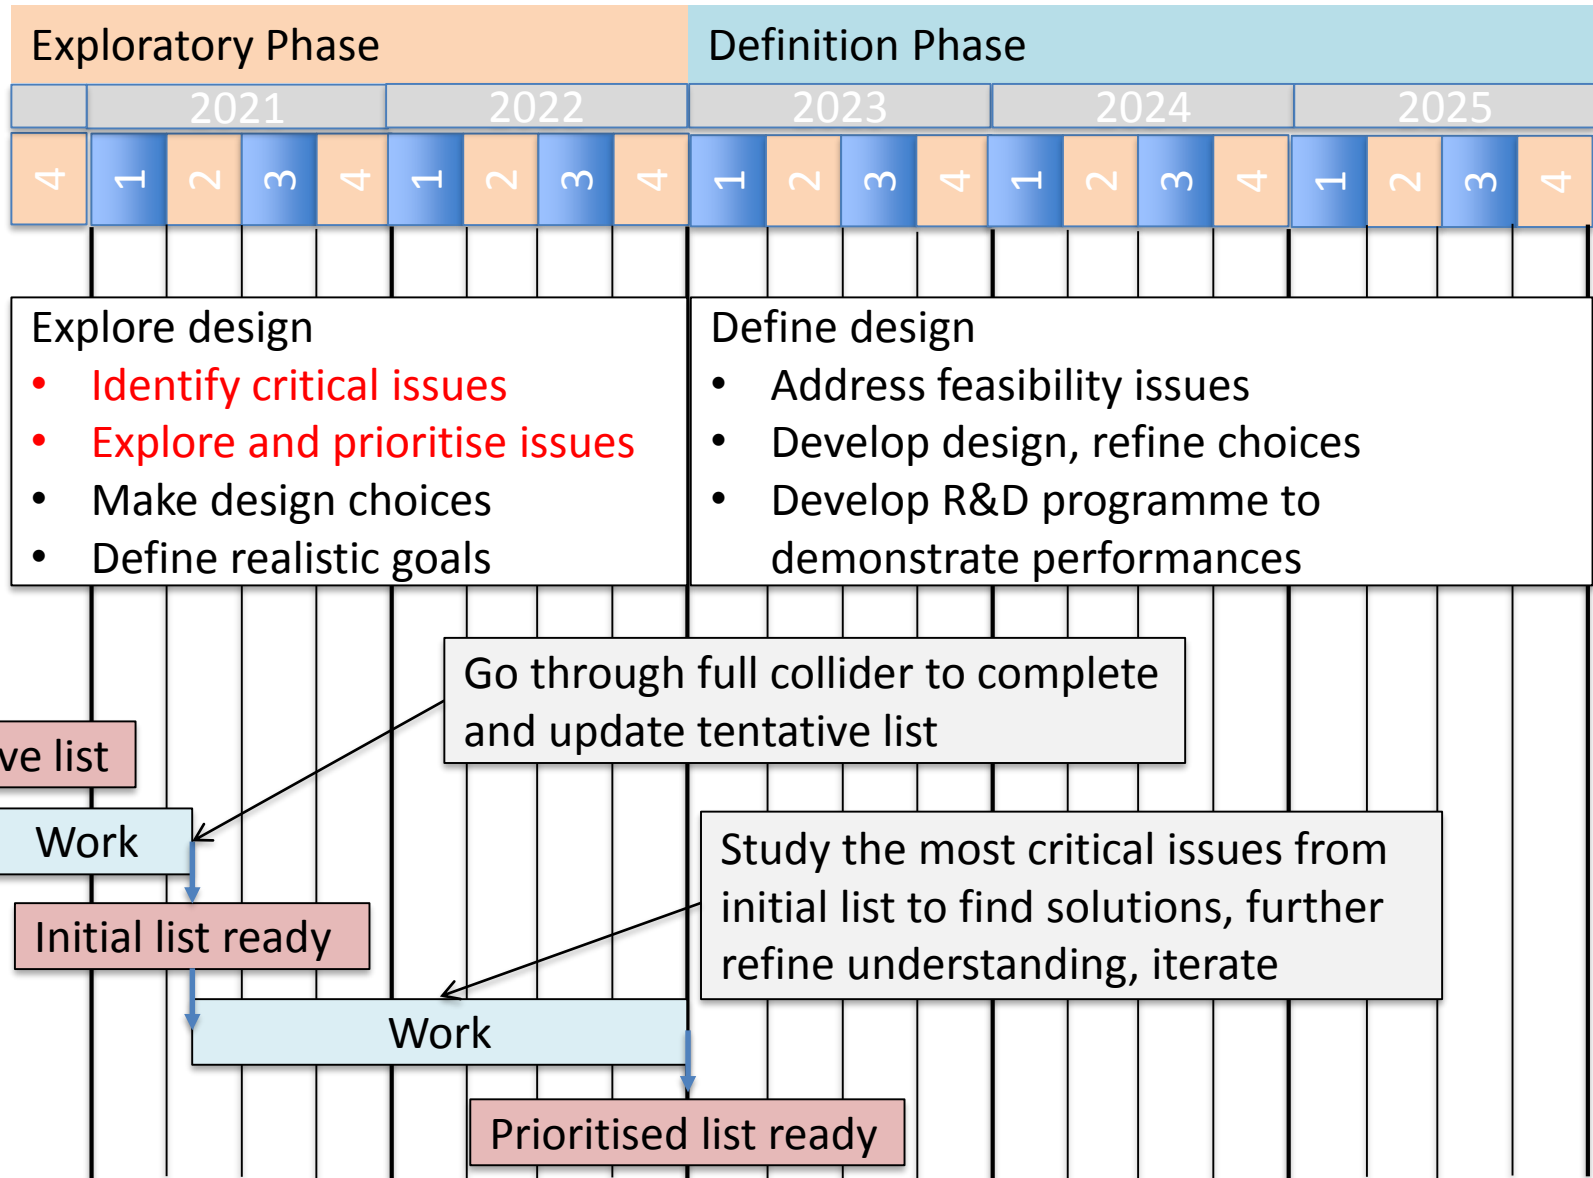 Exploratory Phase
Definition Phase
2021 2022 2023 2024 2025
4 1 2 3 4 1 2 3 4 1 2 3 4 1 2 3 4 1 2 3 4
Explore design
• Identify critical issues
• Explore and prioritise issues
• Make design choices
• Define realistic goals
Define design
• Address feasibility issues
• Develop design, refine choices
• Develop R&D programme to
demonstrate performances
Go through full collider to complete
and update tentative list
ve list
Work
Study the most critical issues from
initial list to find solutions, further
refine understanding, iterate
Initial list ready
Work
Prioritised list ready